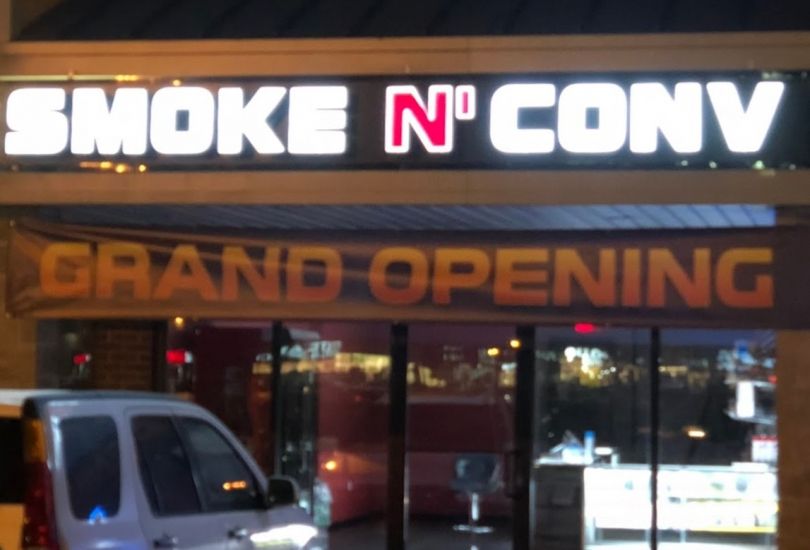 SMOKE N' CONV
GRAND OPENING